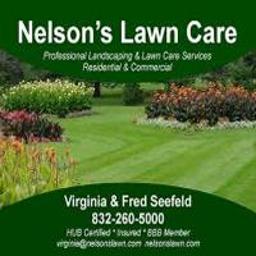 Nelson's Lawn Care
Professional Landscaping & Lawn Care Services
Residential & Commercial
Virginia & Fred Seefeld
832-260-5000
HUB Certified * Insured * BBB Member
virginia@nelsonslawn.com nelsonslawn.com